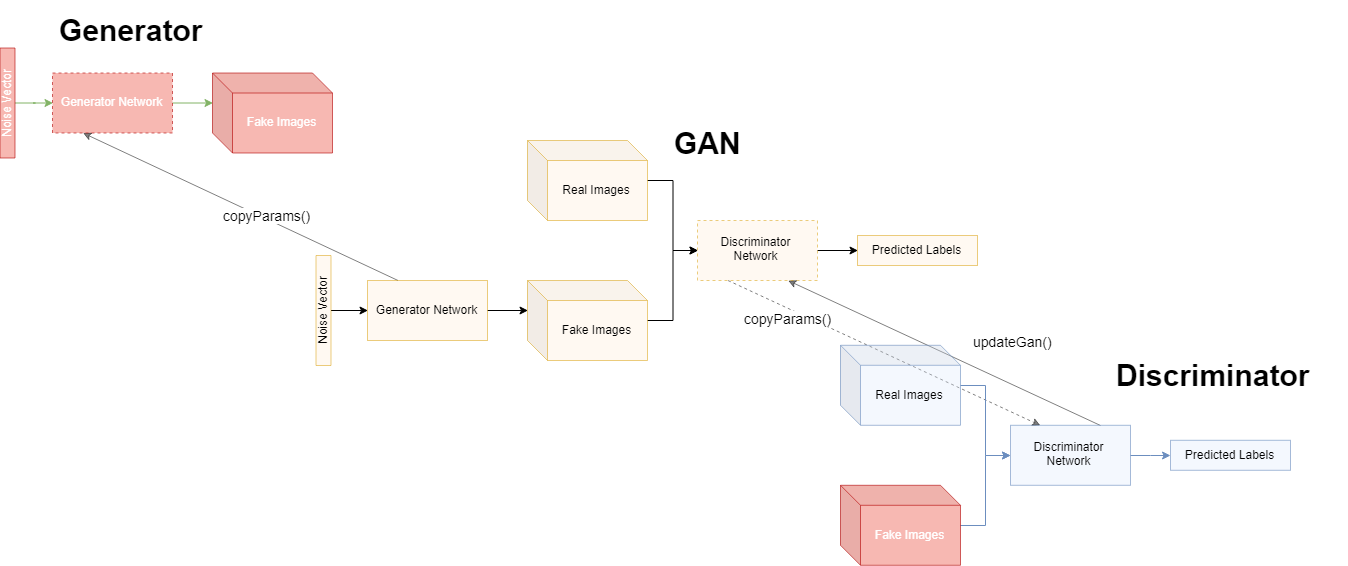 Generator
Noise Vector
Generator Network
Fake Images
copyParams()
GAN
Real Images
Noise Vector
Generator Network
Fake Images
Discriminator
Network
Predicted Labels
copyParams()
updateGan()
Discriminator
Real Images
Fake Images
Discriminator
Network
Predicted Labels